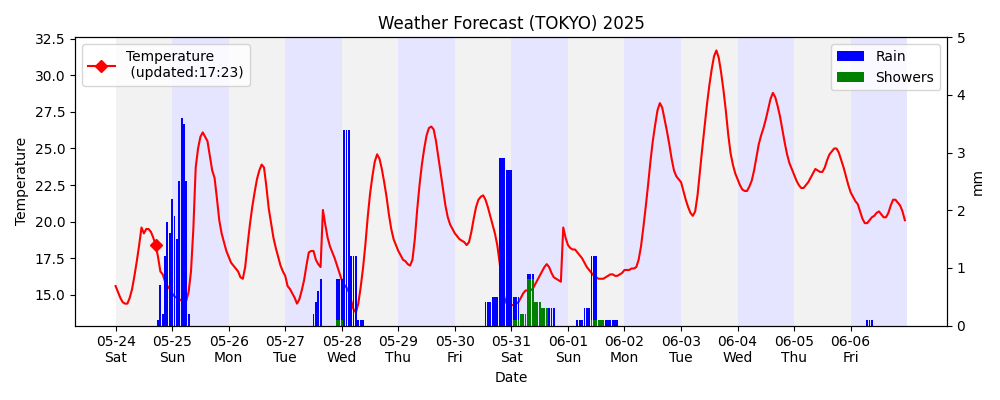 Weather Forecast (TOKYO) 2025
Temperature
(updated:17:23)
Rain
Showers
32.5
30.0
27.5
25.0
22.5
20.0
17.5
15.0
Temperature
5
4
3
2
1
0
mm
05-24 05-25 05-26 05-27 05-28 05-29 05-30 05-31 06-01 06-02 06-03 06-04 06-05 06-06
Sat Sun Mon Tue Wed Thu Fri Sat Sun Mon Tue Wed Thu Fri
Date